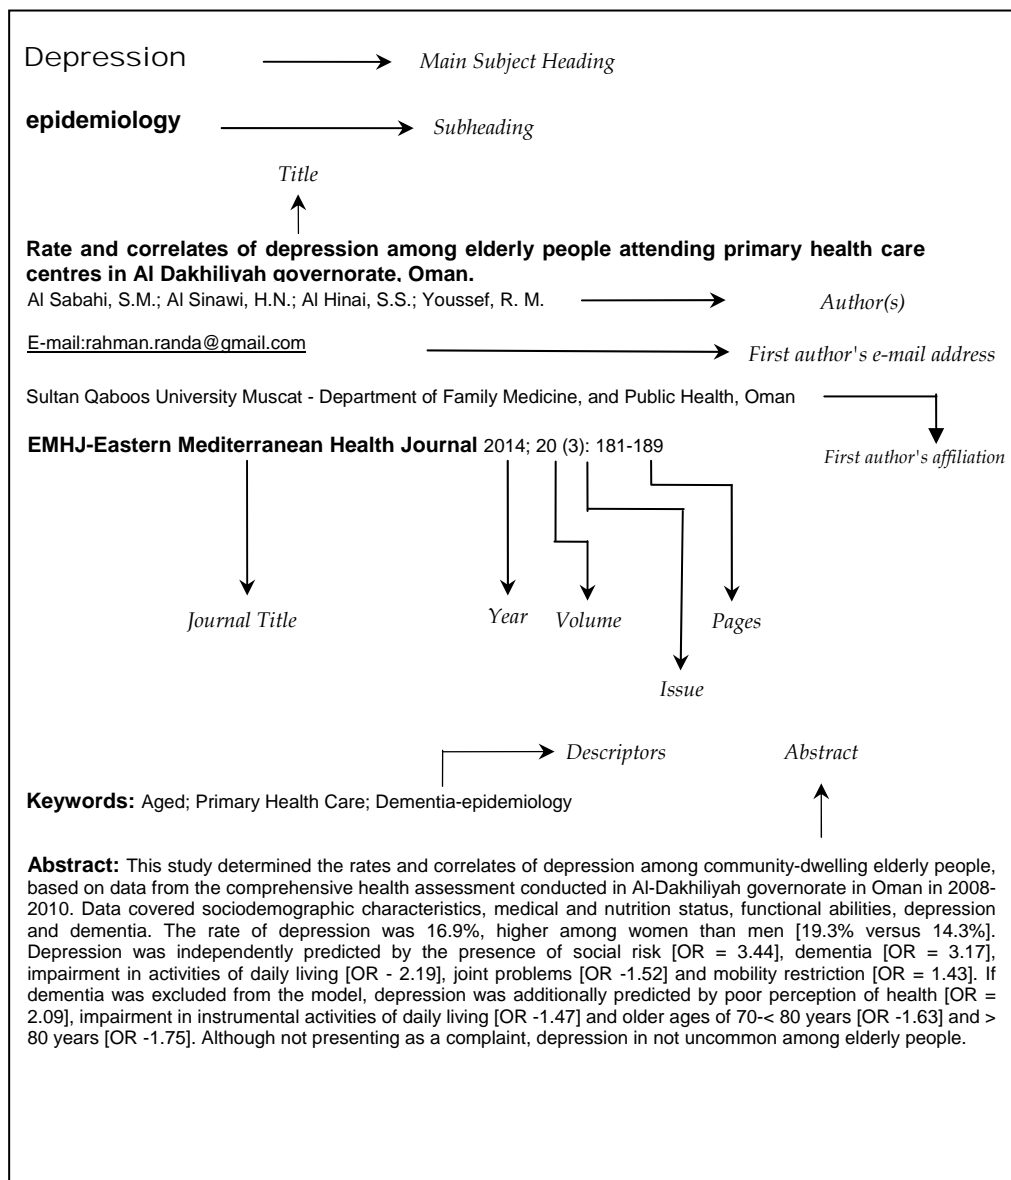 Depression Main Subject Heading
epidemiology Subheading
Title
Rate and correlates of depression among elderly people attending primary health care
centres in Al Dakhiliyah governorate, Oman.
Al Sabahi, S.M.; Al Sinawi, H.N.; Al Hinai, S.S.; Youssef, R. M. Author(s)
E-mail:rahman.randa@gmail.com First author's e-mail address
Sultan Qaboos University Muscat - Department of Family Medicine, and Public Health, Oman
EMHJ-Eastern Mediterranean Health Journal 2014; 20 (3): 181-189 First author's affiliation
Journal Title Year Volume Pages
Issue
Descriptors Abstract
Keywords: Aged; Primary Health Care; Dementia-epidemiology
Abstract: This study determined the rates and correlates of depression among community-dwelling elderly people,
based on data from the comprehensive health assessment conducted in Al-Dakhiliyah governorate in Oman in 2008-
2010. Data covered sociodemographic characteristics, medical and nutrition status, functional abilities, depression
and dementia. The rate of depression was 16.9%, higher among women than men [19.3% versus 14.3%].
Depression was independently predicted by the presence of social risk [OR = 3.44], dementia [OR = 3.17],
impairment in activities of daily living [OR - 2.19], joint problems [OR -1.52] and mobility restriction [OR = 1.43]. If
dementia was excluded from the model, depression was additionally predicted by poor perception of health [OR =
2.09], impairment in instrumental activities of daily living [OR -1.47] and older ages of 70-< 80 years [OR -1.63] and >
80 years [OR -1.75]. Although not presenting as a complaint, depression in not uncommon among elderly people.